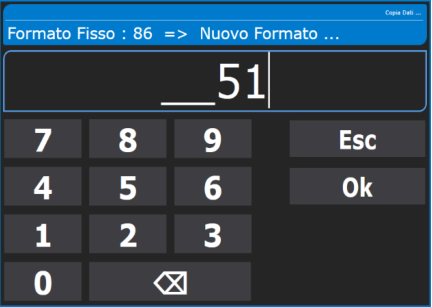 Copia Dati ...
Formato Fisso : 86 => Nuovo Formato ...
___51
7 8 9 Esc
4 5 6 Ok
1 2 3
0